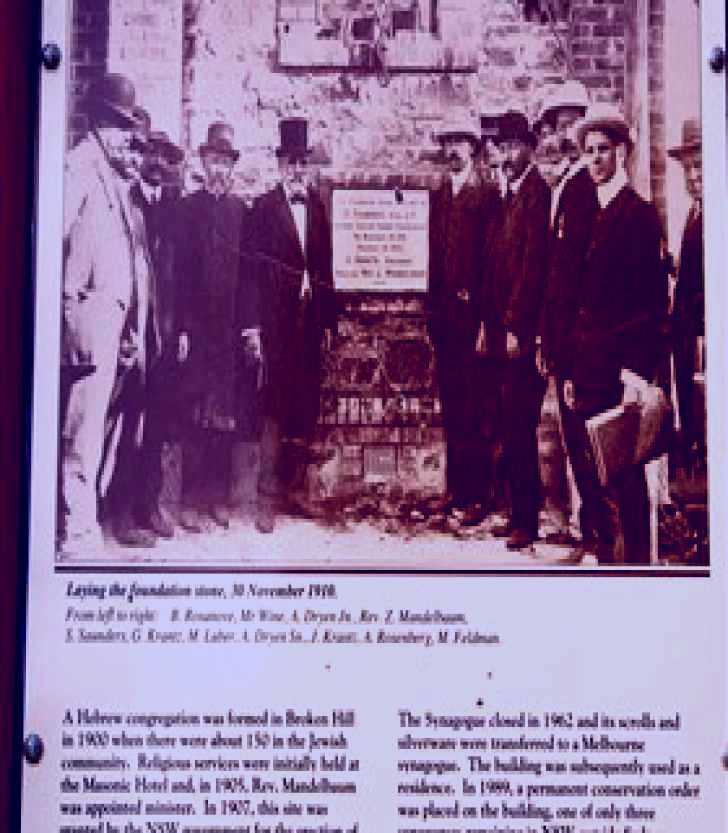 Laying the foundation stone, 30 November 1910.
From left to right: B. Rosanove, Mr Wine, A. Dryen Jn., Rev. Z. Mandelbaum,
S. Saunders, G. Krantz, M. Luber, A. Dryen Sn., J. Krantz, A. Rosenberg, M. Feldman.
A Hebrew congregation was formed in Broken Hill
in 1900 when there were about 150 in the Jewish
community. Religious services were initially held at
the Masonic Hotel and, in 1905, Rev. Mandelbaum
was appointed minister. In 1907, this site was
granted by the NSW government for the erection of
The Synagogue closed in 1962 and its scrolls and
silverware were transferred to a Melbourne
synagogue. The building was subsequently used as a
residence. In 1989, a permanent conservation order
was placed on the building, one of only three